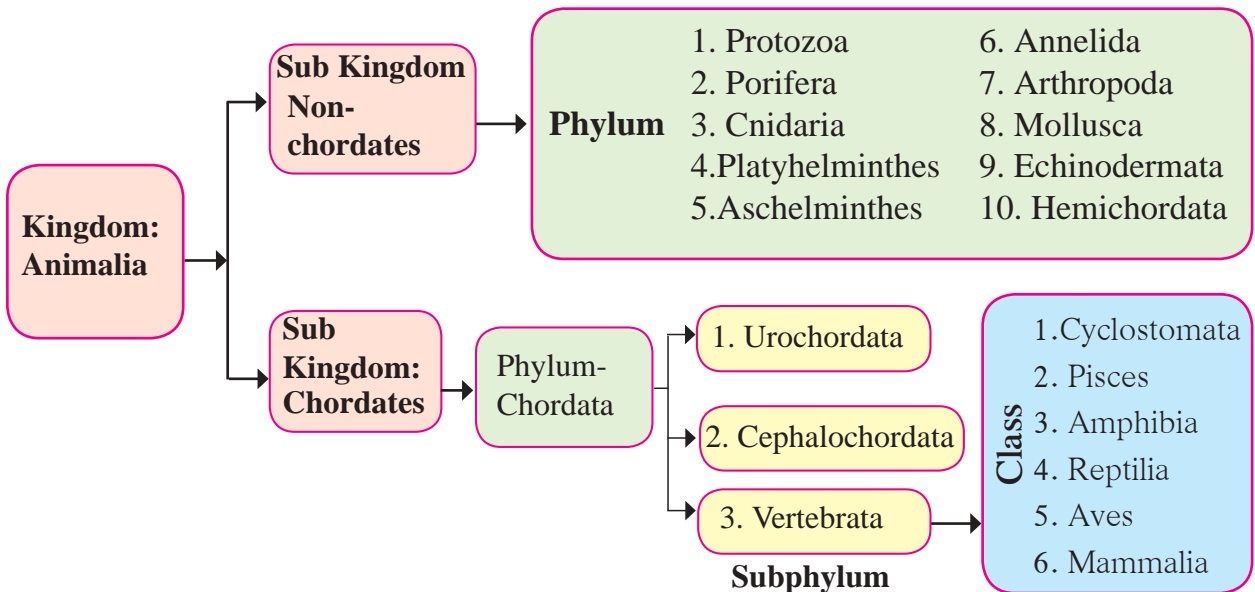 Kingdom:
Animalia
Sub Kingdom
Non-
chordates
Phylum
1. Protozoa
2. Porifera
3. Cnidaria
4.Platyhelminthes
5.Aschelminthes
6. Annelida
7. Arthropoda
8. Mollusca
9. Echinodermata
10. Hemichordata
Sub
Kingdom:
Chordates
Phylum-
Chordata
1. Urochordata
2. Cephalochordata
3. Vertebrata
Subphylum
Class
1.Cyclostomata
2. Pisces
3. Amphibia
4. Reptilia
5. Aves
6. Mammalia